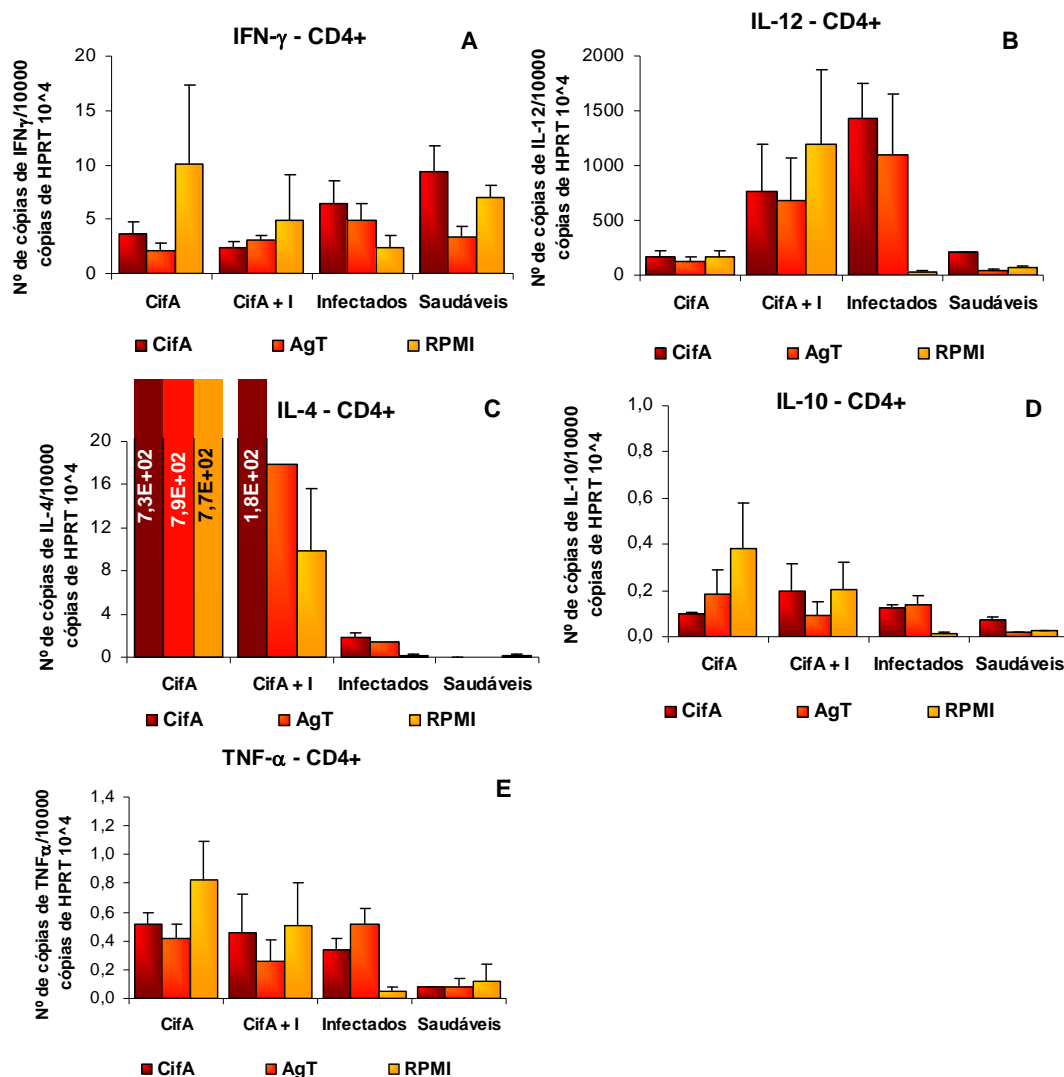 IFN-γ - CD4+
A
Nº de cópias de IFNγ/10000
cópias de HPRT 10^4
20
15
10
5
0
CifA
CifA + I
Infectados
Saudáveis
CifA
AgT
RPMI
IL-12 - CD4+
B
Nº de cópias de IL-12/10000
cópias de HPRT 10^4
2000
1500
1000
500
0
CifA
CifA + I
Infectados
Saudáveis
CifA
AgT
RPMI
IL-4 - CD4+
C
Nº de cópias de IL-4/10000
cópias de HPRT 10^4
20
16
12
8
4
0
7,3E+02
7,9E+02
7,7E+02
1,8E+02
CifA
CifA + I
Infectados
Saudáveis
CifA
AgT
RPMI
IL-10 - CD4+
D
Nº de cópias de IL-10/10000
cópias de HPRT 10^4
1,0
0,8
0,6
0,4
0,2
0,0
CifA
CifA + I
Infectados
Saudáveis
CifA
AgT
RPMI
TNF-α - CD4+
E
Nº de cópias de TNFα/10000
cópias de HPRT 10^4
1,4
1,2
1,0
0,8
0,6
0,4
0,2
0,0
CifA
CifA + I
Infectados
Saudáveis
CifA
AgT
RPMI